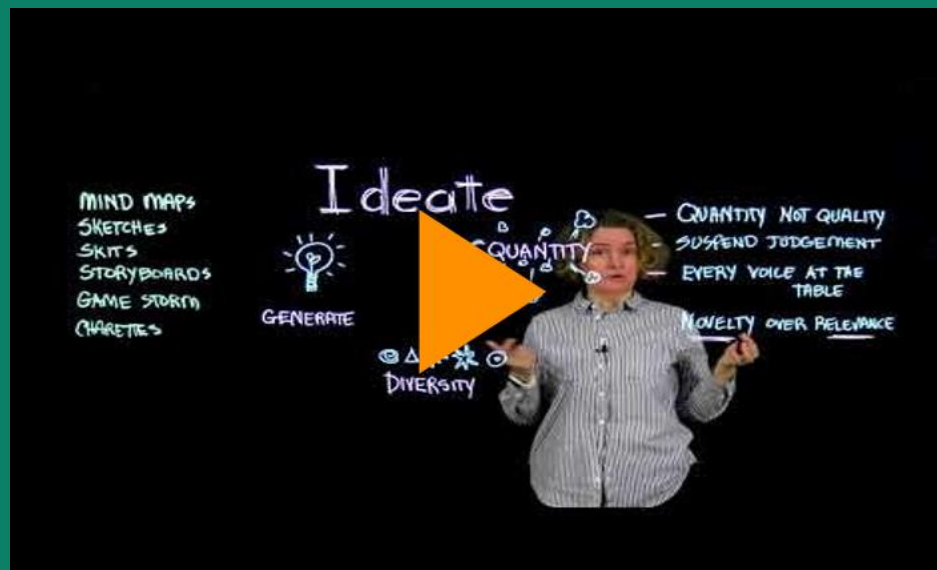 Ideate
MIND MAPS
SKETCHES
SKITS
STORYBOARDS
GAME STORM
CHARETTES
GENERATE
QUANTITY
DIVERSITY
– QUANTITY NOT QUALITY
– SUSPEND JUDGEMENT
– EVERY VOICE AT THE
TABLE
NOVELTY OVER RELEVANCE